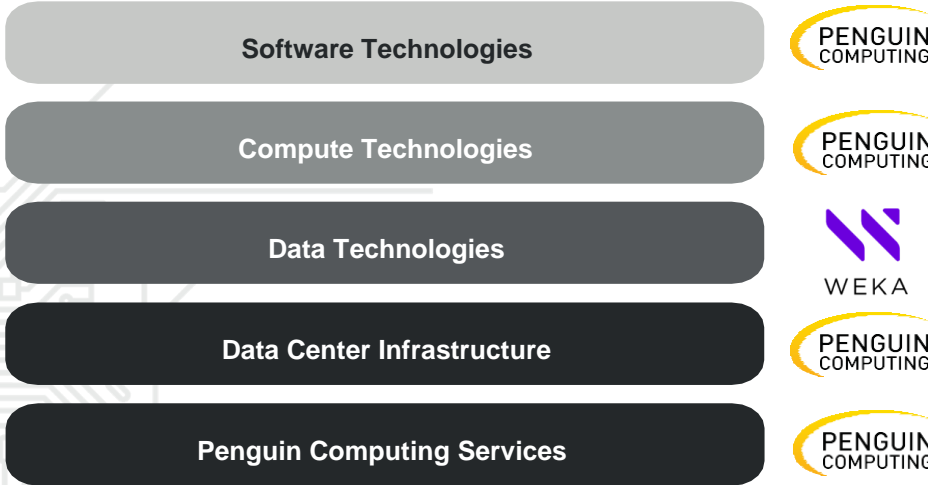 Software Technologies
PENGUIN
COMPUTING
Compute Technologies
PENGUIN
COMPUTING
Data Technologies
WEKA
Data Center Infrastructure
PENGUIN
COMPUTING
Penguin Computing Services
PENGUIN
COMPUTING